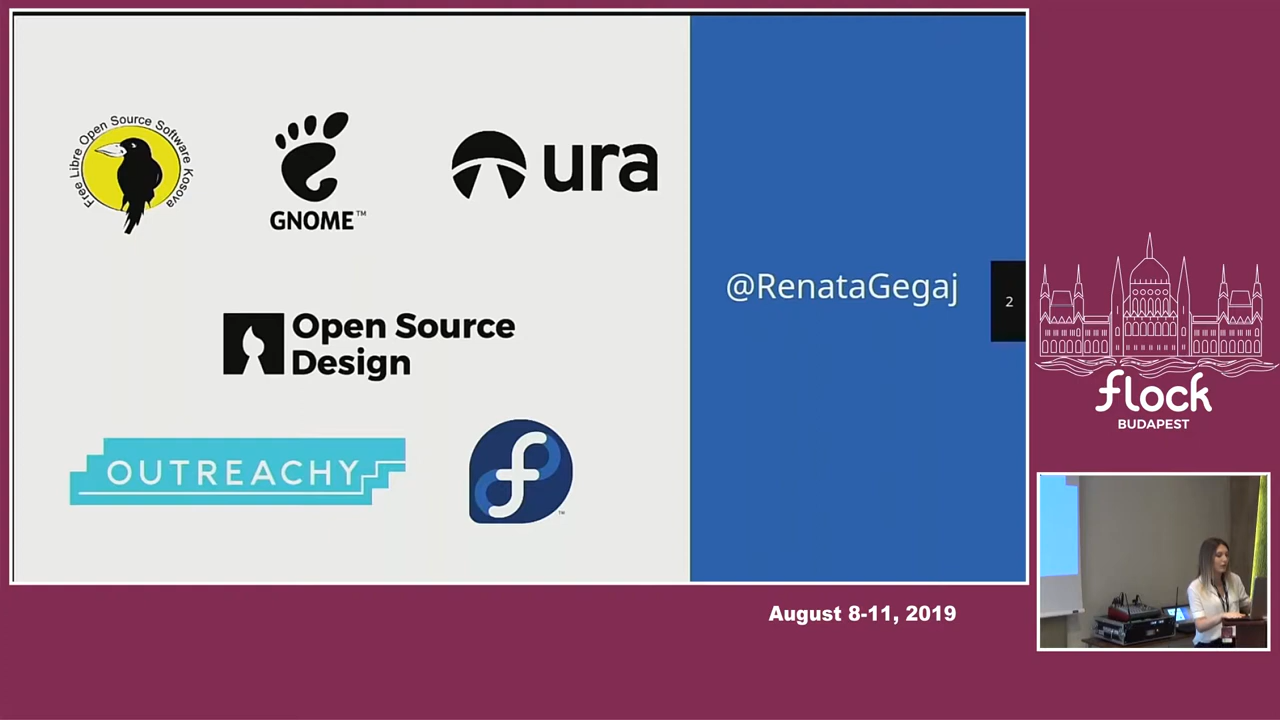 Free Libre Open Source Software Kosova
GNOME™
ura
Open Source
Design
OUTREACHY
™
@RenataGegaj
2
flock
BUDAPEST
August 8-11, 2019